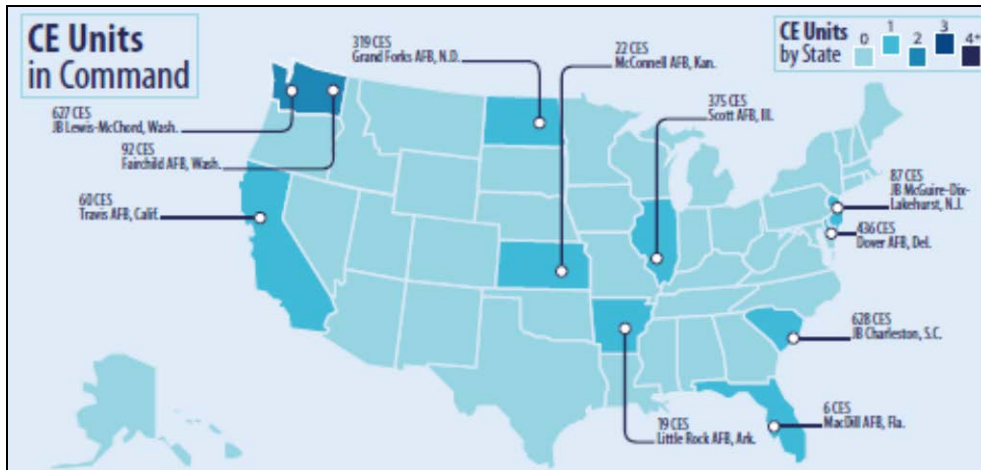 CE Units
in Command
CE Units
by State
0
1
2
3
4+
319 CES
Grand Forks AFB, N.D.
22 CES
McConnell AFB, Kan.
627 CES
JB Lewis-McChord, Wash.
375 CES
Scott AFB, Ill.
92 CES
Fairchild AFB, Wash.
87 CES
JB McGuire-Dix-
Lakehurst, N.J.
60 CES
Travis AFB, Calif.
436 CES
Dover AFB, Del.
628 CES
JB Charleston, S.C.
6 CES
MacDill AFB, Fla.
19 CES
Little Rock AFB, Ark.